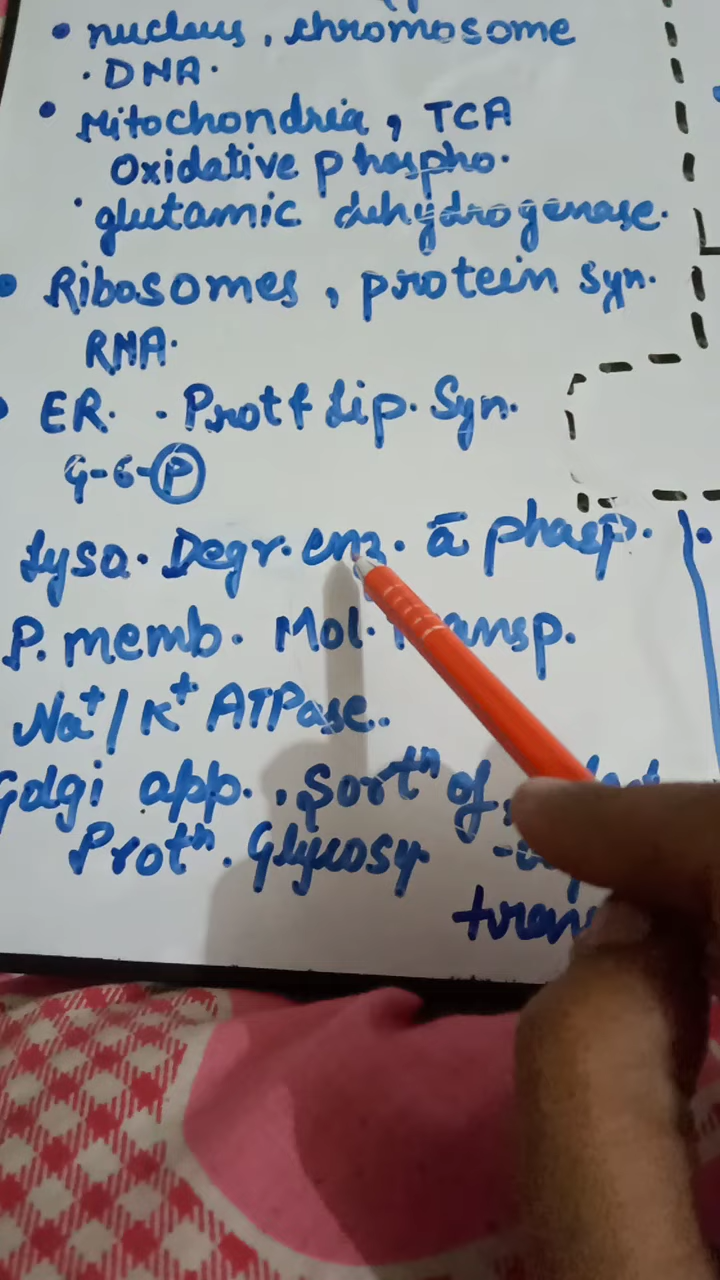 • nucleus, chromosome
• DNA.
• Mitochondria, TCA
Oxidative phospho.
• glutamic dehydrogenase.
• Ribosomes, protein syn.
RNA.
ER. • Prot & Lip. Syn.
G-6-P
Lyso. Degr. enz. ā phasp.
P. memb. Mol.
Na⁺/K⁺ ATPase.
Golgi app., Sortⁿ of
Protⁿ. Glycosy